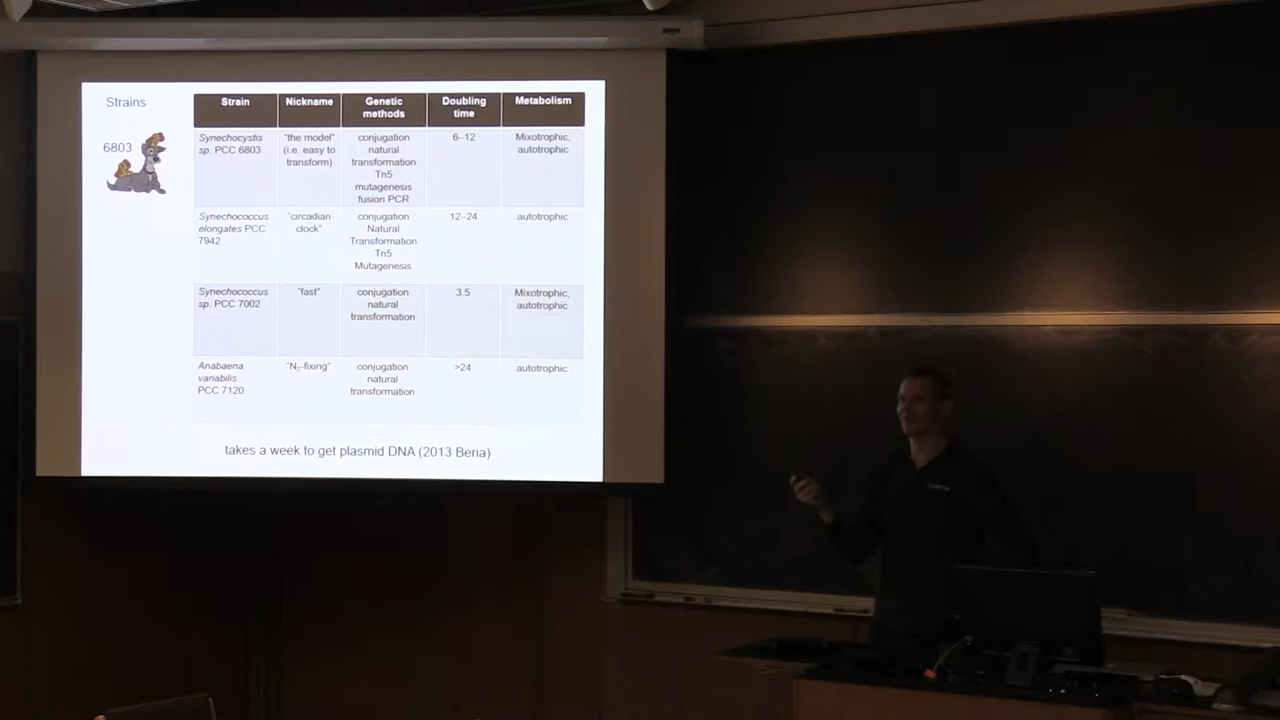 Strains
6803
Strain
Nickname
Genetic
methods
Doubling
time
Metabolism
Synechocystis
sp. PCC 6803
"the model"
(i.e. easy to
transform)
conjugation
natural
transformation
Tn5
mutagenesis
fusion PCR
6–12
Mixotrophic,
autotrophic
Synechococcus
elongates PCC
7942
"circadian
clock"
conjugation
Natural
Transformation
Tn5
Mutagenesis
12–24
autotrophic
Synechococcus
sp. PCC 7002
"fast"
conjugation
natural
transformation
3.5
Mixotrophic,
autotrophic
Anabaena
variabilis
PCC 7120
"N₂-fixing"
conjugation
natural
transformation
>24
autotrophic
takes a week to get plasmid DNA (2013 Beria)